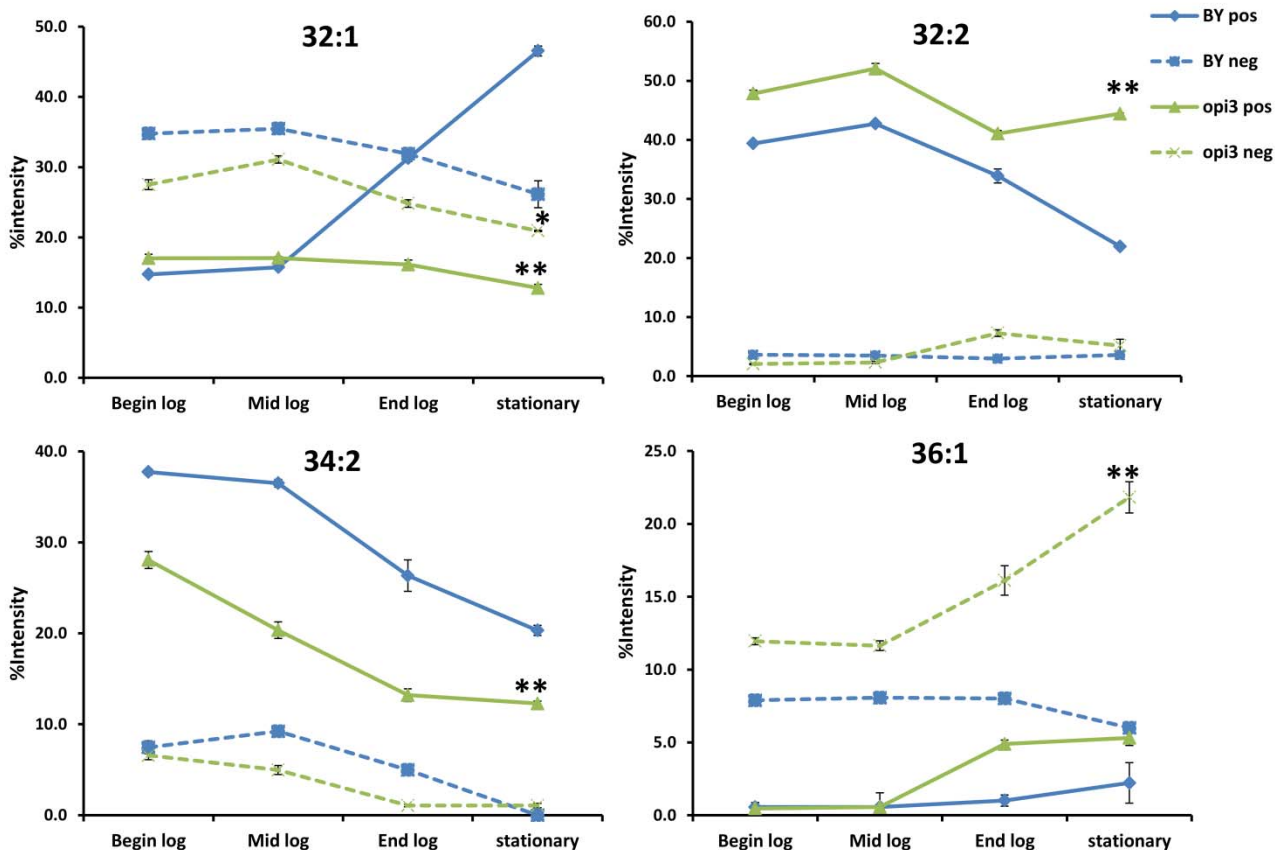 32:1
%intensity
50.0
40.0
30.0
20.0
10.0
0.0
*
**
Begin log Mid log End log stationary
32:2
%Intensity
60.0
50.0
40.0
30.0
20.0
10.0
0.0
**
Begin log Mid log End log stationary
BY pos
BY neg
opi3 pos
opi3 neg
34:2
%Intensity
40.0
30.0
20.0
10.0
0.0
**
Begin log Mid log End log stationary
36:1
%Intensity
25.0
20.0
15.0
10.0
5.0
0.0
**
Begin log Mid log End log stationary